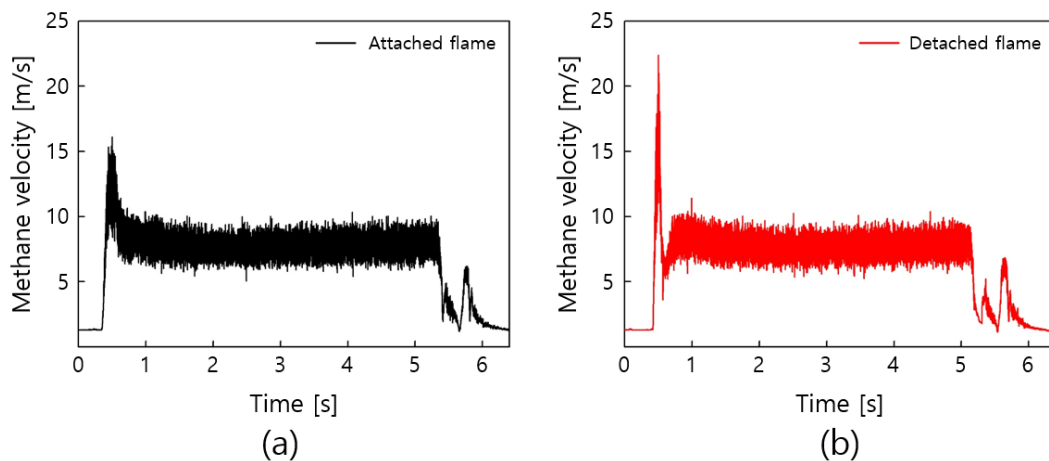 25
20
15
10
5
Methane velocity [m/s]
Attached flame
0 1 2 3 4 5 6
Time [s]
(a)
25
20
15
10
5
Methane velocity [m/s]
Detached flame
0 1 2 3 4 5 6
Time [s]
(b)